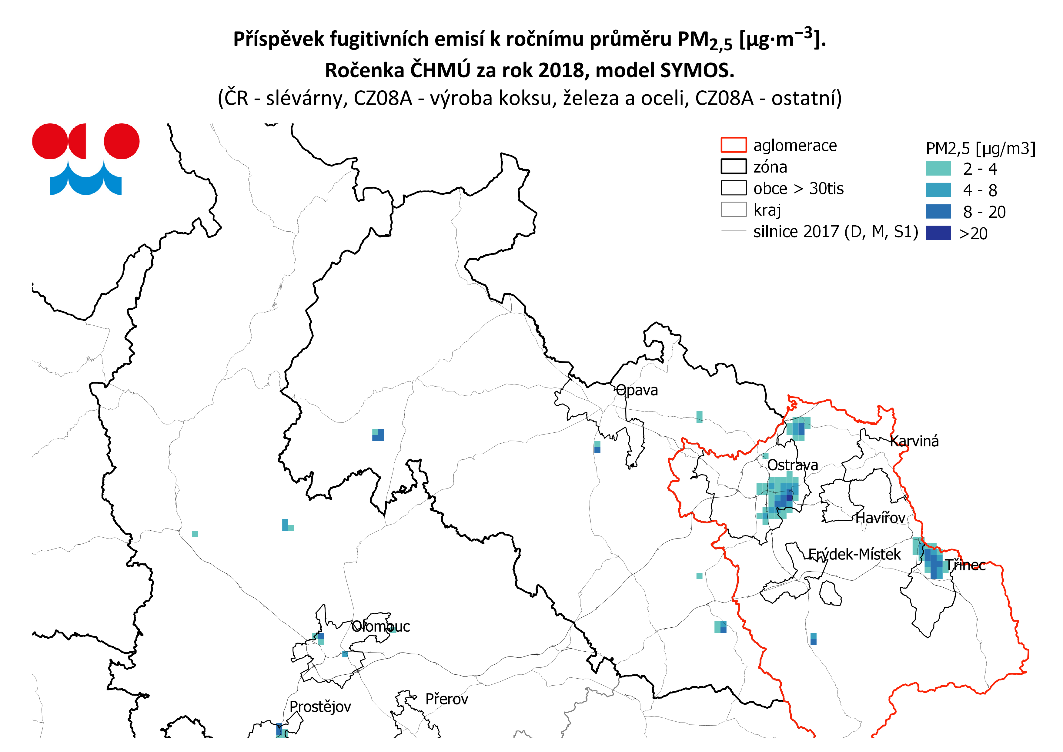 Příspěvek fugitivních emisí k ročnímu průměru PM2,5 [µg·m−3].
Ročenka ČHMÚ za rok 2018, model SYMOS.
(ČR - slévárny, CZ08A - výroba koksu, železa a oceli, CZ08A - ostatní)
aglomerace
zóna
obce > 30tis
kraj
silnice 2017 (D, M, S1)
PM2,5 [µg/m3]
2 - 4
4 - 8
8 - 20
>20
Opava
Karviná
Ostrava
Havířov
Frýdek-Místek
Třinec
Olomouc
Přerov
Prostějov